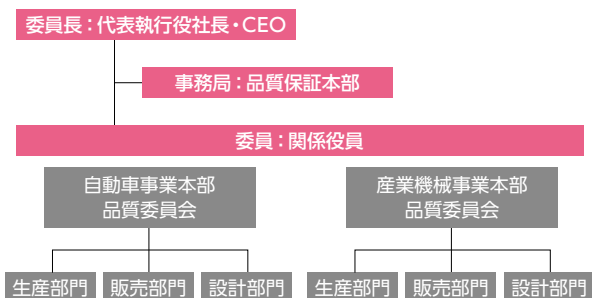 委員長：代表執行役社長・CEO
事務局：品質保証本部
委員：関係役員
自動車事業本部
品質委員会
産業機械事業本部
品質委員会
生産部門
販売部門
設計部門
生産部門
販売部門
設計部門